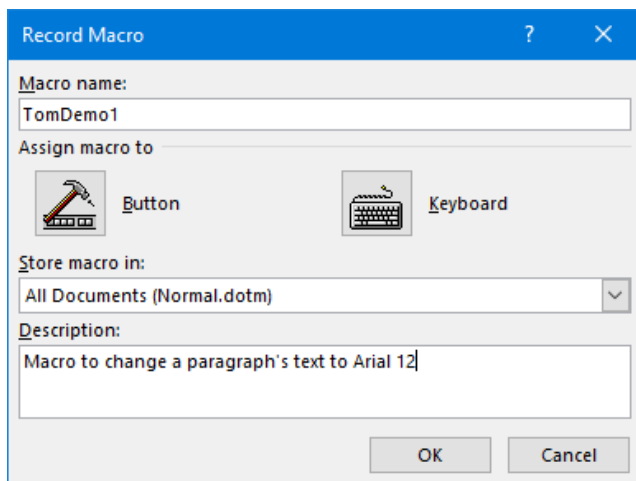 Record Macro ?
Macro name:
TomDemo1
Assign macro to
Button Keyboard
Store macro in:
All Documents (Normal.dotm)
Description:
Macro to change a paragraph's text to Arial 12
OK Cancel